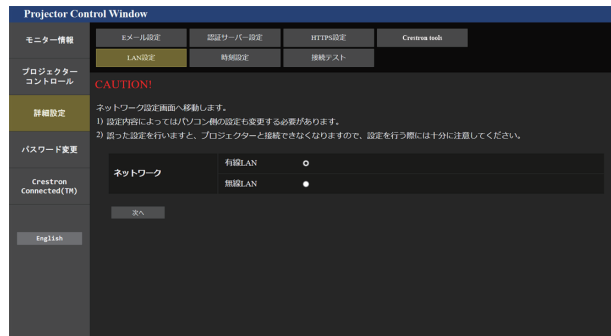 Projector Control Window
モニター情報
プロジェクター
コントロール
詳細設定
パスワード変更
Crestron
Connected(TM)
English
Eメール設定 認証サーバー設定 HTTPS設定 Crestron tools
LAN設定 時刻設定 接続テスト
CAUTION!
ネットワーク設定画面へ移動します。
1) 設定内容によってはパソコン側の設定も変更する必要があります。
2) 誤った設定を行いますと、プロジェクターと接続できなくなりますので、設定を行う際には十分に注意してください。
ネットワーク
有線LAN
無線LAN
次へ